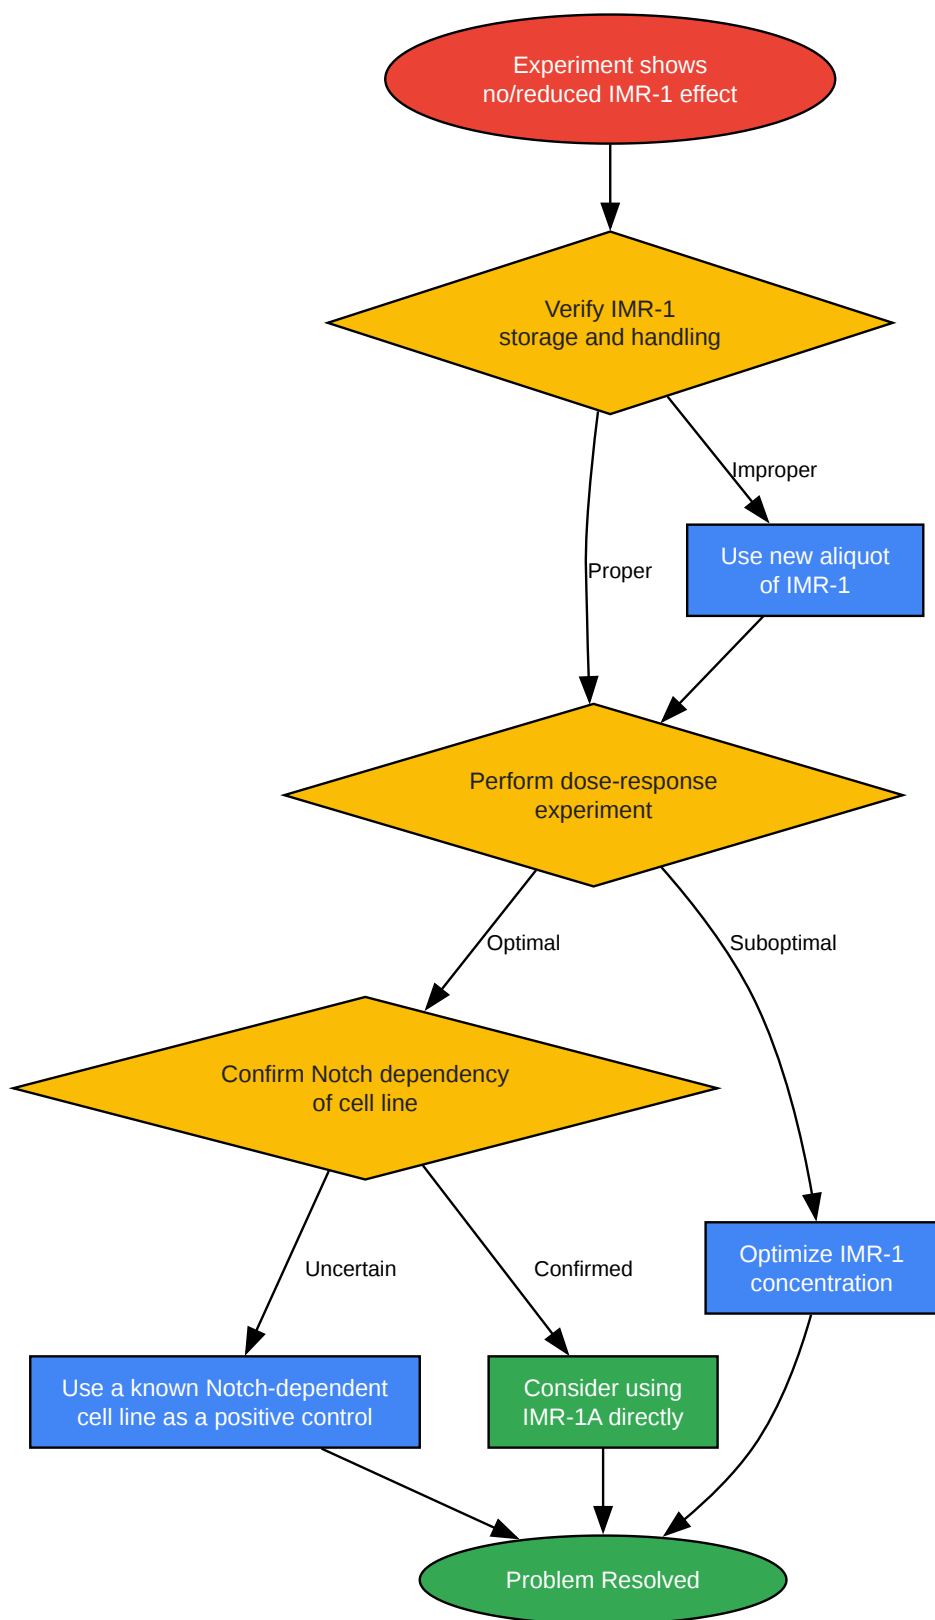 Experiment shows
no/reduced IMR-1 effect
Verify IMR-1
storage and handling
Improper
Use new aliquot
of IMR-1
Proper
Perform dose-response
experiment
Optimal
Suboptimal
Confirm Notch dependency
of cell line
Uncertain
Confirmed
Optimize IMR-1
concentration
Use a known Notch-dependent
cell line as a positive control
Consider using
IMR-1A directly
Problem Resolved